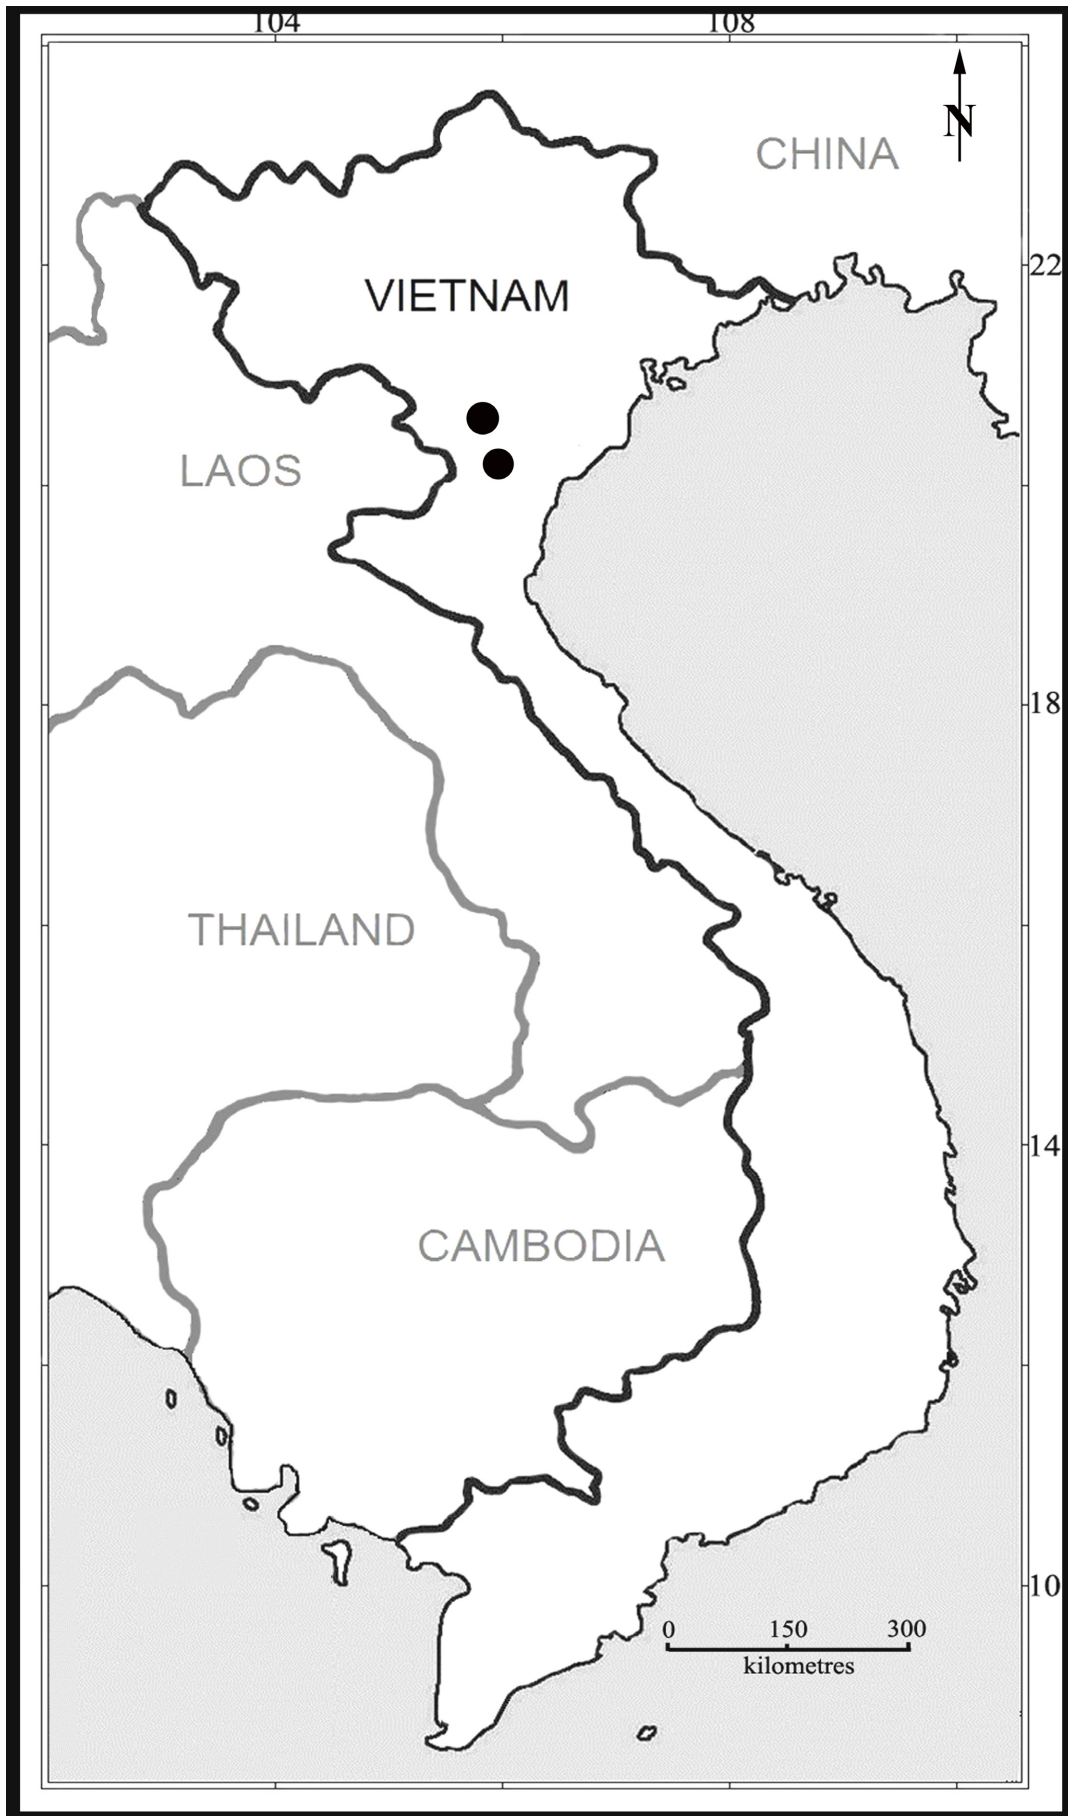 104 108
N
CHINA
22
VIETNAM
LAOS
18
THAILAND
14
CAMBODIA
10
0 150 300
kilometres